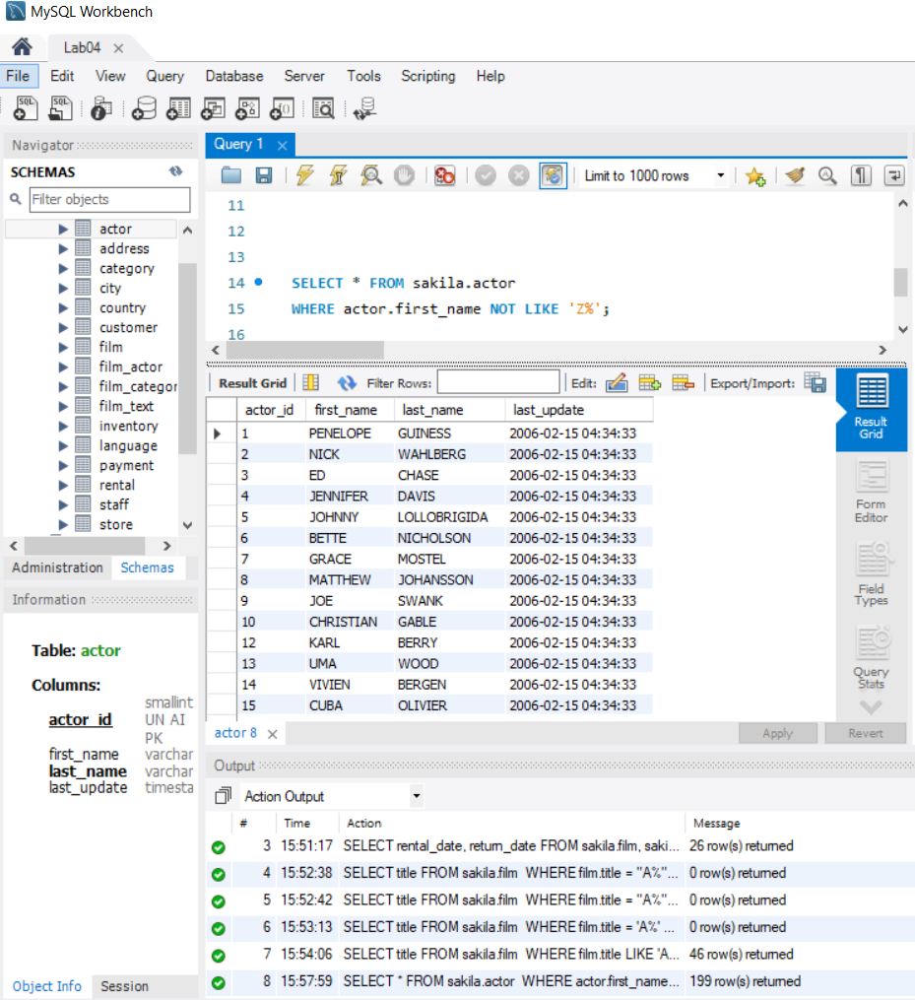 MySQL Workbench
Lab04
File Edit View Query Database Server Tools Scripting Help
Navigator
SCHEMAS
Filter objects
actor
address
category
city
country
customer
film
film_actor
film_categor
film_text
inventory
language
payment
rental
staff
store
Administration Schemas
Information
Table: actor
Columns:
actor_id smallint UN AI PK
first_name varchar
last_name varchar
last_update timesta
Object Info Session
Query 1
Limit to 1000 rows
11
12
13
14 SELECT * FROM sakila.actor
15 WHERE actor.first_name NOT LIKE 'Z%';
16
Result Grid Filter Rows: Edit: Export/Import:
actor_id first_name last_name last_update
1 PENELOPE GUINESS 2006-02-15 04:34:33
2 NICK WAHLBERG 2006-02-15 04:34:33
3 ED CHASE 2006-02-15 04:34:33
4 JENNIFER DAVIS 2006-02-15 04:34:33
5 JOHNNY LOLLOBRIGIDA 2006-02-15 04:34:33
6 BETTE NICHOLSON 2006-02-15 04:34:33
7 GRACE MOSTEL 2006-02-15 04:34:33
8 MATTHEW JOHANSSON 2006-02-15 04:34:33
9 JOE SWANK 2006-02-15 04:34:33
10 CHRISTIAN GABLE 2006-02-15 04:34:33
12 KARL BERRY 2006-02-15 04:34:33
13 UMA WOOD 2006-02-15 04:34:33
14 VIVIEN BERGEN 2006-02-15 04:34:33
15 CUBA OLIVIER 2006-02-15 04:34:33
Result Grid
Form Editor
Field Types
Query Stats
actor 8 Apply Revert
Output
Action Output
# Time Action Message
3 15:51:17 SELECT rental_date, return_date FROM sakila.film, saki... 26 row(s) returned
4 15:52:38 SELECT title FROM sakila.film WHERE film.title = "A%"... 0 row(s) returned
5 15:52:42 SELECT title FROM sakila.film WHERE film.title = "A%"... 0 row(s) returned
6 15:53:13 SELECT title FROM sakila.film WHERE film.title = 'A%' ... 0 row(s) returned
7 15:54:06 SELECT title FROM sakila.film WHERE film.title LIKE 'A... 46 row(s) returned
8 15:57:59 SELECT * FROM sakila.actor WHERE actor.first_name... 199 row(s) returned